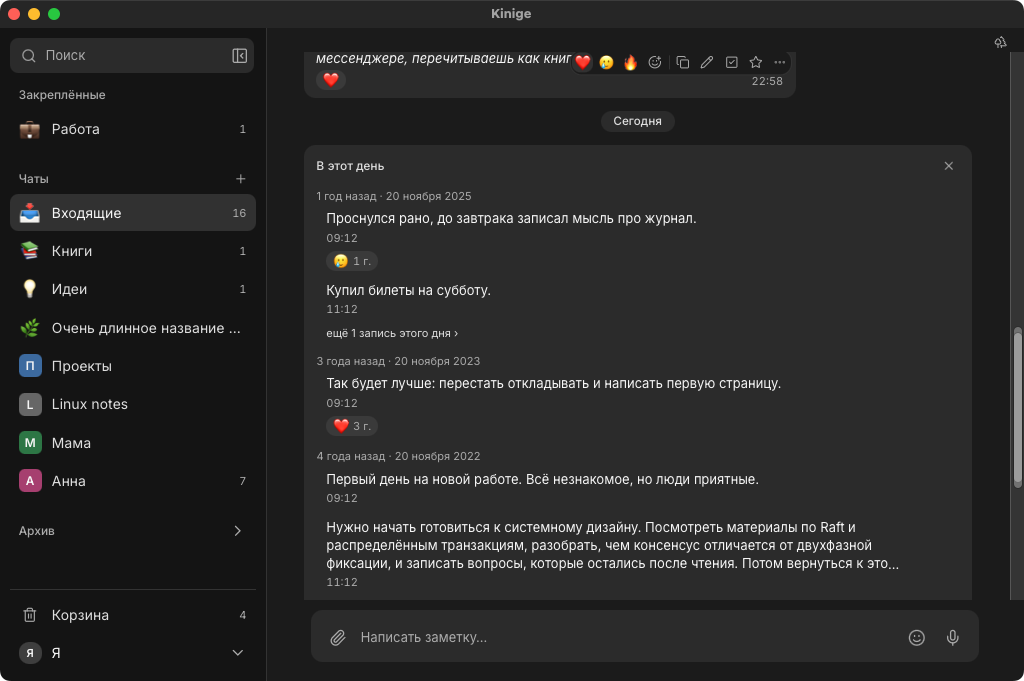 Kinige
Поиск
Закреплённые
Работа 1
Чаты
Входящие 16
Книги 1
Идеи 1
Очень длинное название ...
П Проекты
L Linux notes
М Мама
А Анна 7
Архив
Корзина 4
Я Я
мессенджере, перечитываешь как книг
22:58
Сегодня
В этот день
1 год назад · 20 ноября 2025
Проснулся рано, до завтрака записал мысль про журнал.
09:12
1 г.
Купил билеты на субботу.
11:12
ещё 1 запись этого дня ›
3 года назад · 20 ноября 2023
Так будет лучше: перестать откладывать и написать первую страницу.
09:12
3 г.
4 года назад · 20 ноября 2022
Первый день на новой работе. Всё незнакомое, но люди приятные.
09:12
Нужно начать готовиться к системному дизайну. Посмотреть материалы по Raft и
распределённым транзакциям, разобрать, чем консенсус отличается от двухфазной
фиксации, и записать вопросы, которые остались после чтения. Потом вернуться к это...
11:12
Написать заметку...